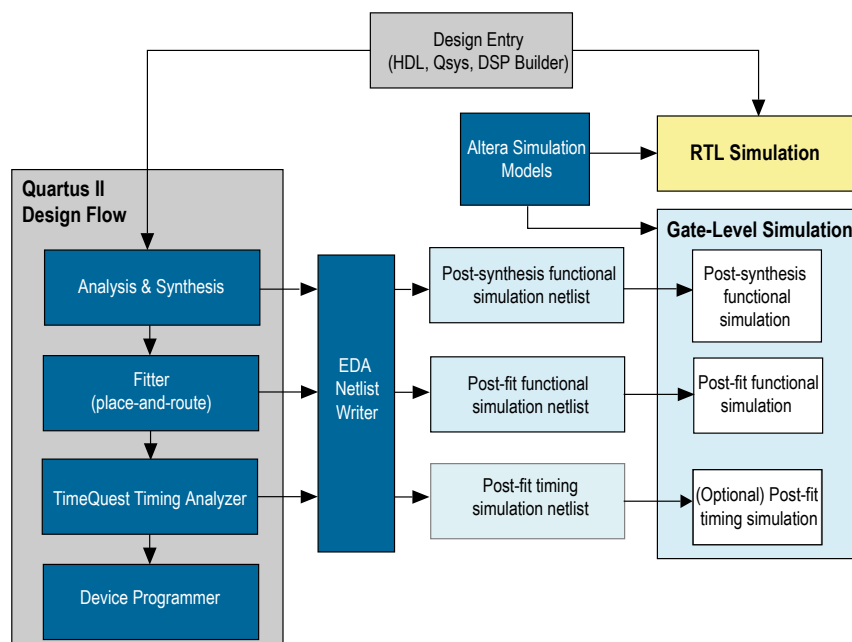 Design Entry
(HDL, Qsys, DSP Builder)
Altera Simulation
Models
RTL Simulation
Quartus II
Design Flow
Gate-Level Simulation
Analysis & Synthesis
Post-synthesis functional
simulation netlist
Post-synthesis
functional
simulation
Fitter
(place-and-route)
EDA
Netlist
Writer
Post-fit functional
simulation netlist
Post-fit functional
simulation
TimeQuest Timing Analyzer
Post-fit timing
simulation netlist
(Optional) Post-fit
timing simulation
Device Programmer